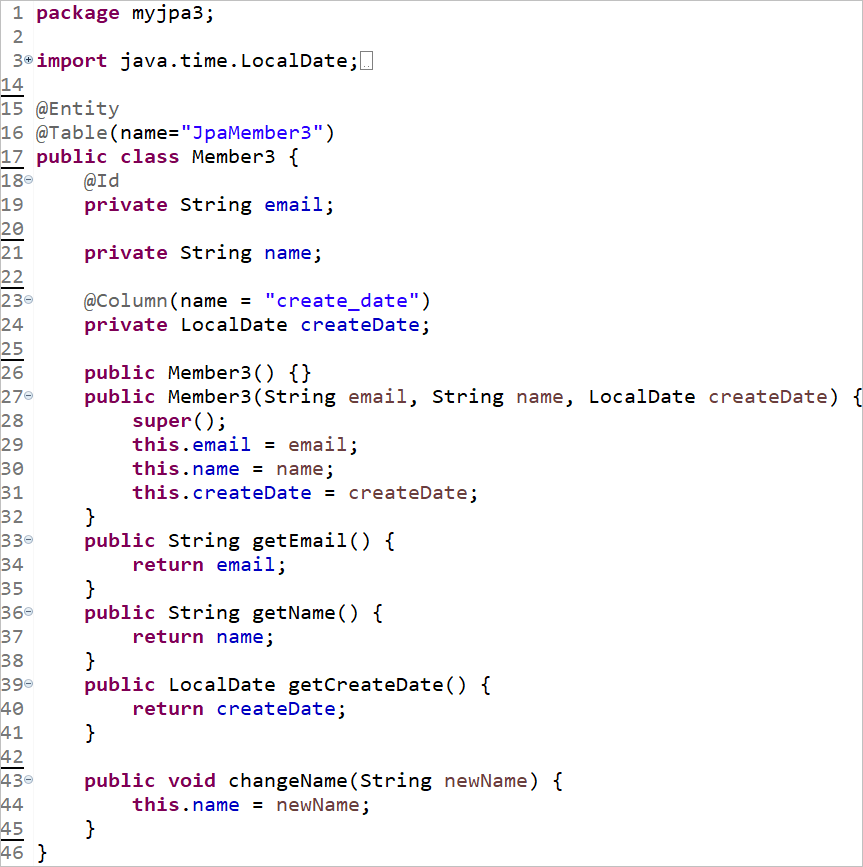 1 package myjpa3;
2
3 import java.time.LocalDate;
14
15 @Entity
16 @Table(name="JpaMember3")
17 public class Member3 {
18     @Id
19     private String email;
20
21     private String name;
22
23     @Column(name = "create_date")
24     private LocalDate createDate;
25
26     public Member3() {}
27     public Member3(String email, String name, LocalDate createDate) {
28         super();
29         this.email = email;
30         this.name = name;
31         this.createDate = createDate;
32     }
33     public String getEmail() {
34         return email;
35     }
36     public String getName() {
37         return name;
38     }
39     public LocalDate getCreateDate() {
40         return createDate;
41     }
42
43     public void changeName(String newName) {
44         this.name = newName;
45     }
46 }